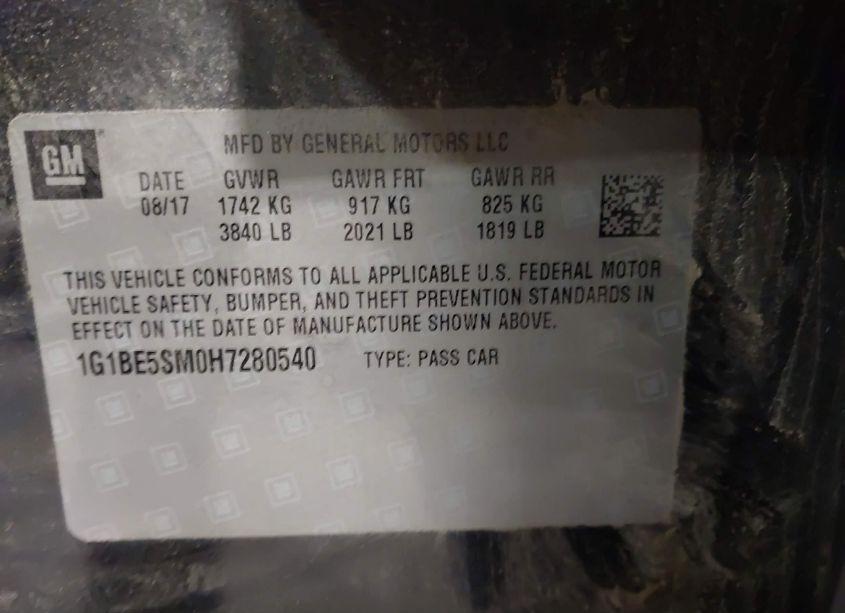 GM
MFD BY GENERAL MOTORS LLC
DATE GVWR GAWR FRT GAWR RR
08/17 1742 KG 917 KG 825 KG
3840 LB 2021 LB 1819 LB
THIS VEHICLE CONFORMS TO ALL APPLICABLE U.S. FEDERAL MOTOR
VEHICLE SAFETY, BUMPER, AND THEFT PREVENTION STANDARDS IN
EFFECT ON THE DATE OF MANUFACTURE SHOWN ABOVE.
1G1BE5SM0H7280540 TYPE: PASS CAR